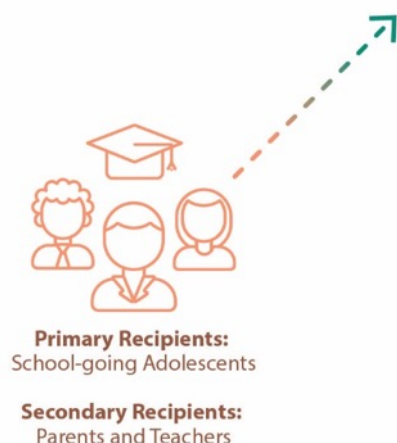 Primary Recipients:
School-going Adolescents
Secondary Recipients:
Parents and Teachers